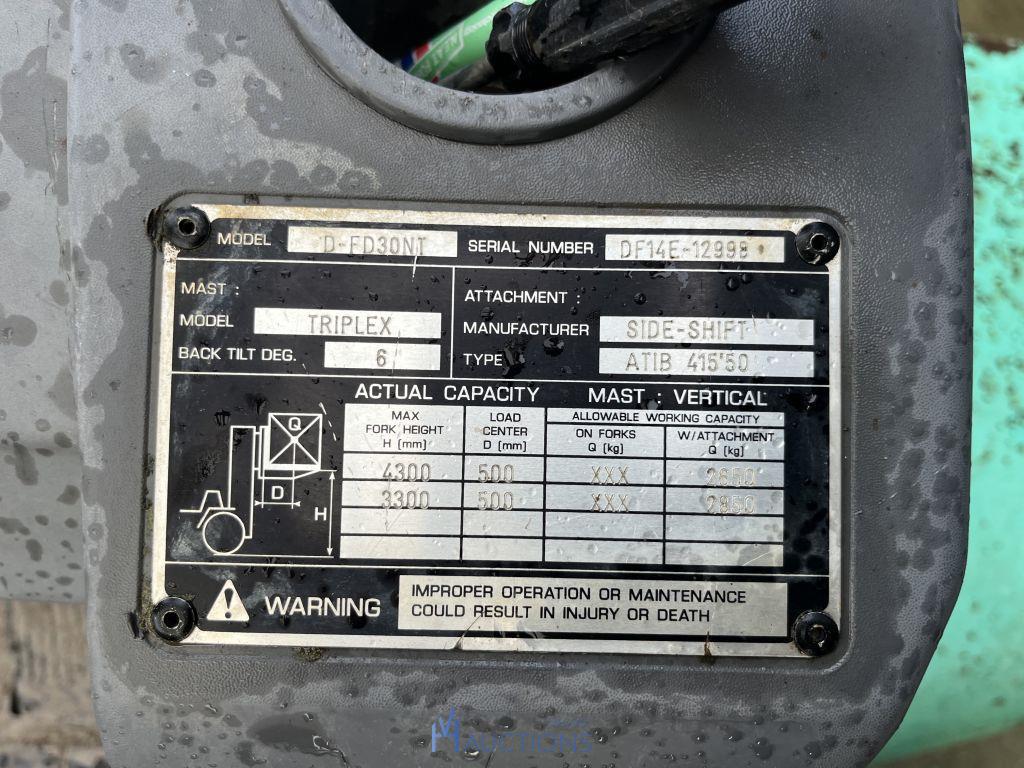 MODEL D-FD30NT SERIAL NUMBER DF14E-12998
MAST :
MODEL TRIPLEX
BACK TILT DEG. 6
ATTACHMENT :
MANUFACTURER SIDE-SHIFT
TYPE ATIB 415'50
ACTUAL CAPACITY MAST : VERTICAL
MAX FORK HEIGHT H [mm]
LOAD CENTER D (mm)
ALLOWABLE WORKING CAPACITY
ON FORKS Q [kg]
W/ATTACHMENT Q [kg]
4300 500 XXX 2650
3300 500 XXX 2850
Q
D
H
WARNING
IMPROPER OPERATION OR MAINTENANCE
COULD RESULT IN INJURY OR DEATH
AUCTIONS